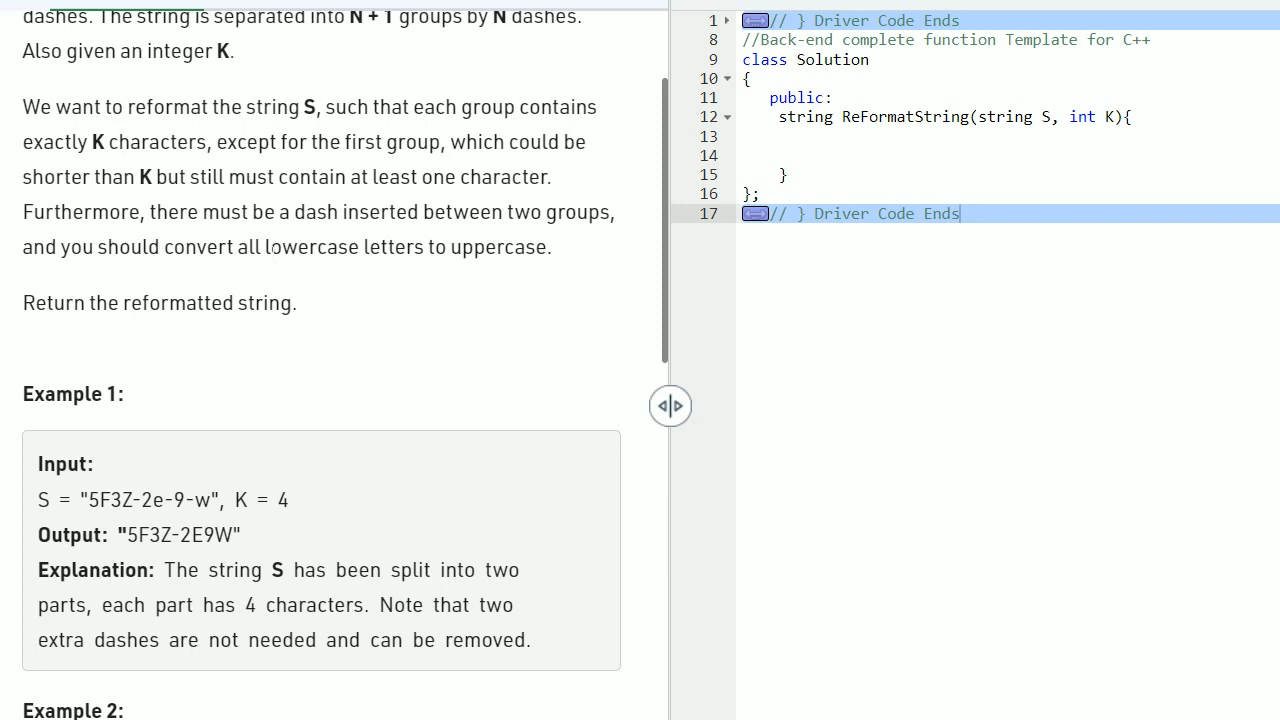 dashes. The string is separated into N + 1 groups by N dashes.
Also given an integer K.
We want to reformat the string S, such that each group contains
exactly K characters, except for the first group, which could be
shorter than K but still must contain at least one character.
Furthermore, there must be a dash inserted between two groups,
and you should convert all lowercase letters to uppercase.
Return the reformatted string.
Example 1:
Input:
S = "5F3Z-2e-9-w", K = 4
Output: "5F3Z-2E9W"
Explanation: The string S has been split into two
parts, each part has 4 characters. Note that two
extra dashes are not needed and can be removed.
Example 2:
1 // } Driver Code Ends
8 //Back-end complete function Template for C++
9 class Solution
10 {
11 public:
12 string ReFormatString(string S, int K){
13
14
15 }
16 };
17 // } Driver Code Ends